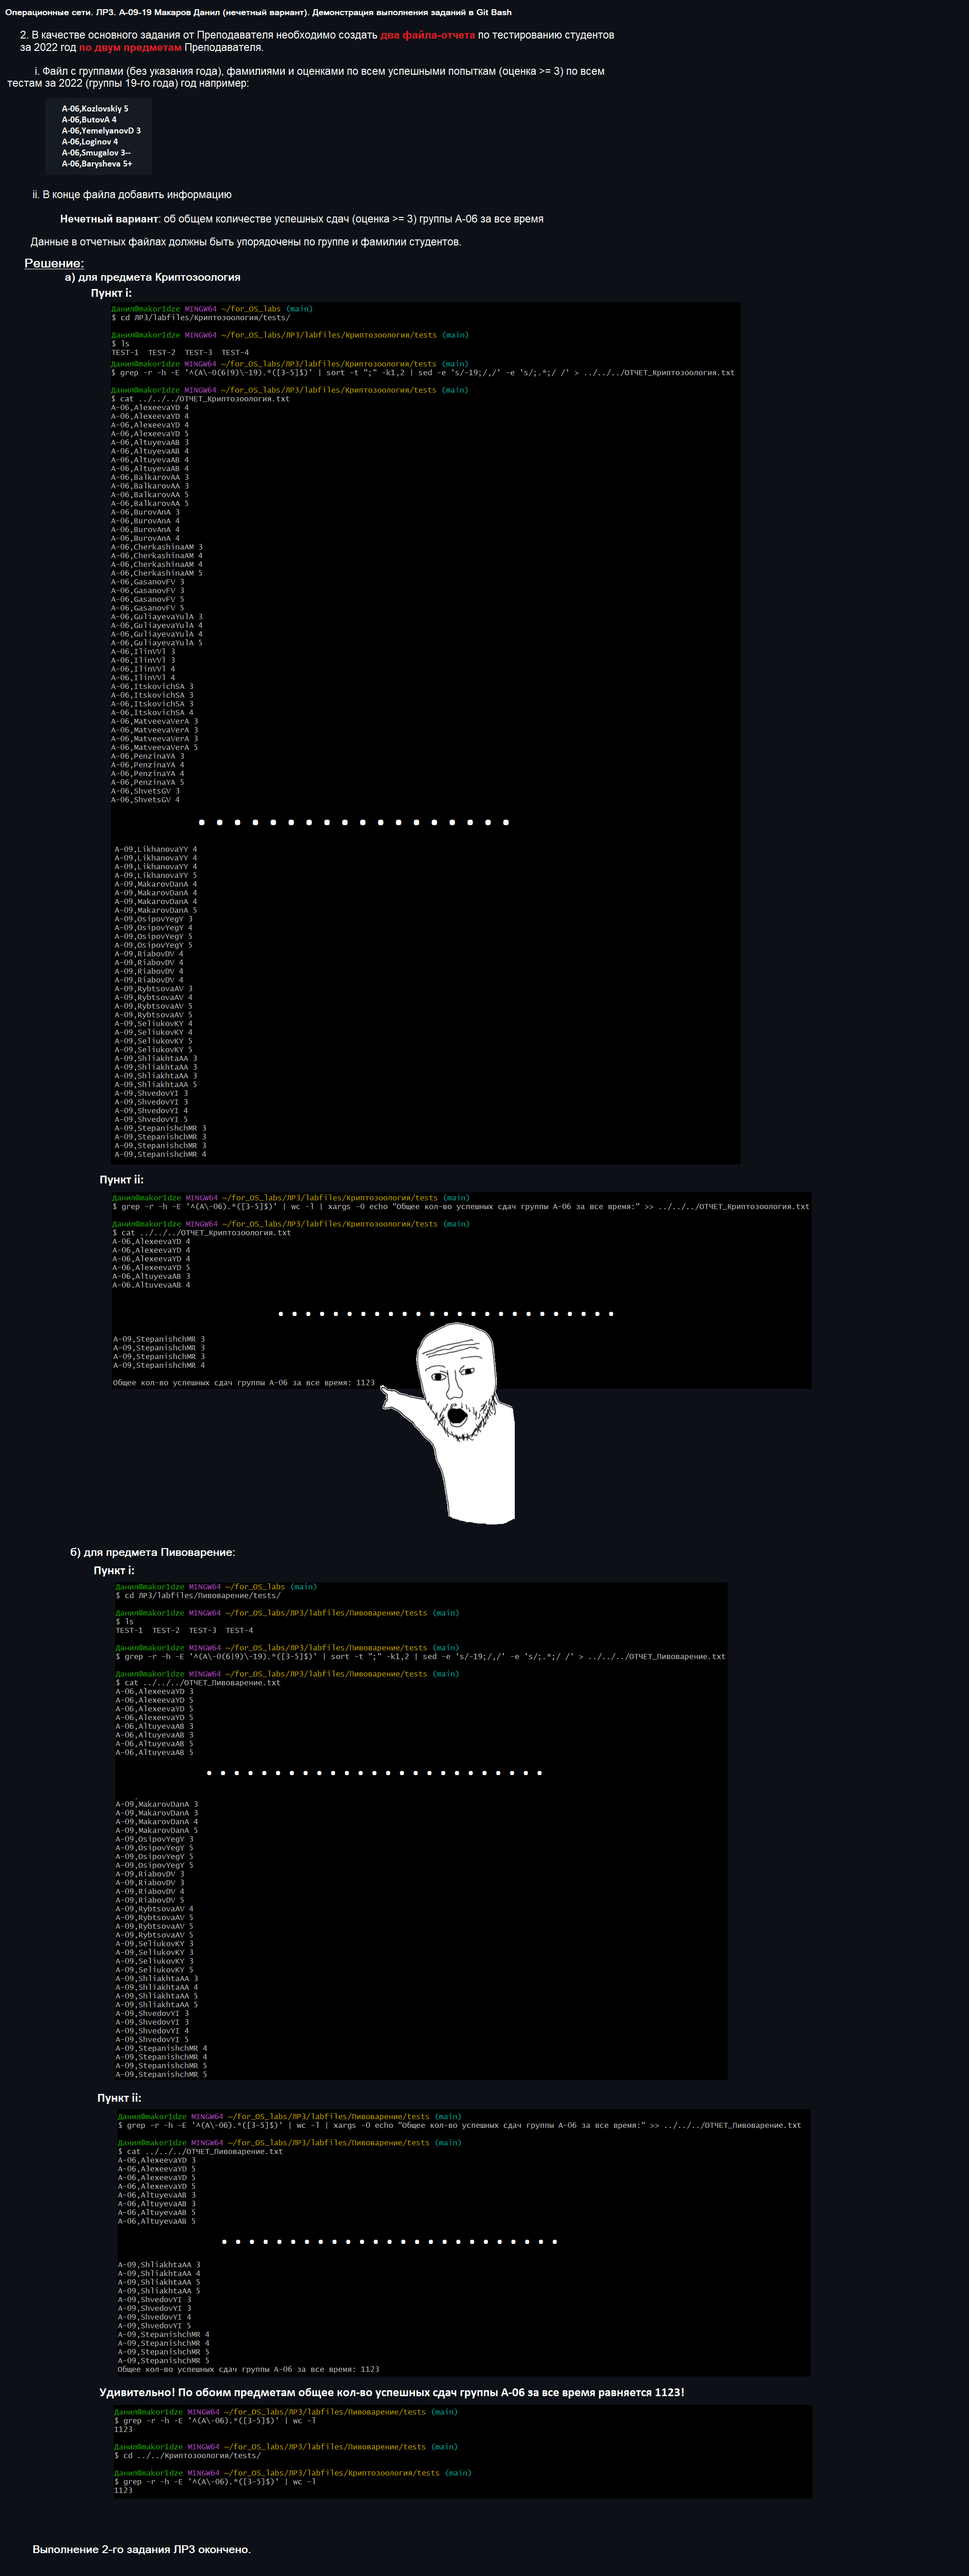 Операционные сети. ЛР3. А-09-19 Макаров Данил (нечетный вариант). Демонстрация выполнения заданий в Git Bash
2. В качестве основного задания от Преподавателя необходимо создать два файла-отчета по тестированию студентов
за 2022 год по двум предметам Преподавателя.
i. Файл с группами (без указания года), фамилиями и оценками по всем успешными попыткам (оценка >= 3) по всем
тестам за 2022 (группы 19-го года) год например:
A-06,Kozlovskiy 5
A-06,ButovA 4
A-06,YemelyanovD 3
A-06,Loginov 4
A-06,Smugalov 3--
A-06,Barysheva 5+
ii. В конце файла добавить информацию
Нечетный вариант: об общем количестве успешных сдач (оценка >= 3) группы А-06 за все время
Данные в отчетных файлах должны быть упорядочены по группе и фамилии студентов.
Решение:
а) для предмета Криптозоология
Пункт i:
Данил@makor1dze MINGW64 ~/for_OS_labs (main)
$ cd ЛР3/labfiles/Криптозоология/tests/
Данил@makor1dze MINGW64 ~/for_OS_labs/ЛР3/labfiles/Криптозоология/tests (main)
$ ls
TEST-1 TEST-2 TEST-3 TEST-4
Данил@makor1dze MINGW64 ~/for_OS_labs/ЛР3/labfiles/Криптозоология/tests (main)
$ grep -r -h -E '^(A\-0(6|9)\-19).*([3-5]$)' | sort -t ";" -k1,2 | sed -e 's/-19;/,/' -e 's/;.*;/ /' > ../../../ОТЧЕТ_Криптозоология.txt
Данил@makor1dze MINGW64 ~/for_OS_labs/ЛР3/labfiles/Криптозоология/tests (main)
$ cat ../../../ОТЧЕТ_Криптозоология.txt
A-06,AlexeevaYD 4
A-06,AlexeevaYD 4
A-06,AlexeevaYD 4
A-06,AlexeevaYD 5
A-06,AltuyevaAB 3
A-06,AltuyevaAB 4
A-06,AltuyevaAB 4
A-06,AltuyevaAB 4
A-06,BalkarovAA 3
A-06,BalkarovAA 3
A-06,BalkarovAA 5
A-06,BalkarovAA 5
A-06,BurovAnA 3
A-06,BurovAnA 4
A-06,BurovAnA 4
A-06,BurovAnA 4
A-06,CherkashinaAM 3
A-06,CherkashinaAM 4
A-06,CherkashinaAM 4
A-06,CherkashinaAM 5
A-06,GasanovFV 3
A-06,GasanovFV 3
A-06,GasanovFV 5
A-06,GasanovFV 5
A-06,GuliayevaYulA 3
A-06,GuliayevaYulA 4
A-06,GuliayevaYulA 4
A-06,GuliayevaYulA 5
A-06,IlinVVl 3
A-06,IlinVVl 3
A-06,IlinVVl 4
A-06,IlinVVl 4
A-06,ItskovichSA 3
A-06,ItskovichSA 3
A-06,ItskovichSA 3
A-06,ItskovichSA 4
A-06,MatveevaVerA 3
A-06,MatveevaVerA 3
A-06,MatveevaVerA 3
A-06,MatveevaVerA 5
A-06,PenzinaYA 3
A-06,PenzinaYA 4
A-06,PenzinaYA 4
A-06,PenzinaYA 5
A-06,ShvetsGV 3
A-06,ShvetsGV 4
A-09,LikhanovaYY 4
A-09,LikhanovaYY 4
A-09,LikhanovaYY 4
A-09,LikhanovaYY 5
A-09,MakarovDanA 4
A-09,MakarovDanA 4
A-09,MakarovDanA 4
A-09,MakarovDanA 5
A-09,OsipovYegY 3
A-09,OsipovYegY 4
A-09,OsipovYegY 5
A-09,OsipovYegY 5
A-09,RiabovDV 4
A-09,RiabovDV 4
A-09,RiabovDV 4
A-09,RiabovDV 4
A-09,RybtsovaAV 3
A-09,RybtsovaAV 4
A-09,RybtsovaAV 5
A-09,RybtsovaAV 5
A-09,SeliukovKY 4
A-09,SeliukovKY 4
A-09,SeliukovKY 5
A-09,SeliukovKY 5
A-09,ShliakhtaAA 3
A-09,ShliakhtaAA 3
A-09,ShliakhtaAA 3
A-09,ShliakhtaAA 5
A-09,ShvedovYI 3
A-09,ShvedovYI 3
A-09,ShvedovYI 4
A-09,ShvedovYI 5
A-09,StepanishchMR 3
A-09,StepanishchMR 3
A-09,StepanishchMR 3
A-09,StepanishchMR 4
Пункт ii:
Данил@makor1dze MINGW64 ~/for_OS_labs/ЛР3/labfiles/Криптозоология/tests (main)
$ grep -r -h -E '^(A\-06).*([3-5]$)' | wc -l | xargs -0 echo "Общее кол-во успешных сдач группы А-06 за все время:" >> ../../../ОТЧЕТ_Криптозоология.txt
Данил@makor1dze MINGW64 ~/for_OS_labs/ЛР3/labfiles/Криптозоология/tests (main)
$ cat ../../../ОТЧЕТ_Криптозоология.txt
A-06,AlexeevaYD 4
A-06,AlexeevaYD 4
A-06,AlexeevaYD 4
A-06,AlexeevaYD 5
A-06,AltuyevaAB 3
A-06,AltuyevaAB 4
A-09,StepanishchMR 3
A-09,StepanishchMR 3
A-09,StepanishchMR 3
A-09,StepanishchMR 4
Общее кол-во успешных сдач группы А-06 за все время: 1123
б) для предмета Пивоварение:
Пункт i:
Данил@makor1dze MINGW64 ~/for_OS_labs (main)
$ cd ЛР3/labfiles/Пивоварение/tests/
Данил@makor1dze MINGW64 ~/for_OS_labs/ЛР3/labfiles/Пивоварение/tests (main)
$ ls
TEST-1 TEST-2 TEST-3 TEST-4
Данил@makor1dze MINGW64 ~/for_OS_labs/ЛР3/labfiles/Пивоварение/tests (main)
$ grep -r -h -E '^(A\-0(6|9)\-19).*([3-5]$)' | sort -t ";" -k1,2 | sed -e 's/-19;/,/' -e 's/;.*;/ /' > ../../../ОТЧЕТ_Пивоварение.txt
Данил@makor1dze MINGW64 ~/for_OS_labs/ЛР3/labfiles/Пивоварение/tests (main)
$ cat ../../../ОТЧЕТ_Пивоварение.txt
A-06,AlexeevaYD 3
A-06,AlexeevaYD 5
A-06,AlexeevaYD 5
A-06,AlexeevaYD 5
A-06,AltuyevaAB 3
A-06,AltuyevaAB 3
A-06,AltuyevaAB 5
A-06,AltuyevaAB 5
A-09,MakarovDanA 3
A-09,MakarovDanA 3
A-09,MakarovDanA 4
A-09,MakarovDanA 5
A-09,OsipovYegY 3
A-09,OsipovYegY 5
A-09,OsipovYegY 5
A-09,OsipovYegY 5
A-09,RiabovDV 3
A-09,RiabovDV 3
A-09,RiabovDV 4
A-09,RiabovDV 5
A-09,RybtsovaAV 4
A-09,RybtsovaAV 5
A-09,RybtsovaAV 5
A-09,RybtsovaAV 5
A-09,SeliukovKY 3
A-09,SeliukovKY 3
A-09,SeliukovKY 3
A-09,SeliukovKY 5
A-09,ShliakhtaAA 3
A-09,ShliakhtaAA 4
A-09,ShliakhtaAA 5
A-09,ShliakhtaAA 5
A-09,ShvedovYI 3
A-09,ShvedovYI 3
A-09,ShvedovYI 4
A-09,ShvedovYI 5
A-09,StepanishchMR 4
A-09,StepanishchMR 4
A-09,StepanishchMR 5
A-09,StepanishchMR 5
Пункт ii:
Данил@makor1dze MINGW64 ~/for_OS_labs/ЛР3/labfiles/Пивоварение/tests (main)
$ grep -r -h -E '^(A\-06).*([3-5]$)' | wc -l | xargs -0 echo "Общее кол-во успешных сдач группы А-06 за все время:" >> ../../../ОТЧЕТ_Пивоварение.txt
Данил@makor1dze MINGW64 ~/for_OS_labs/ЛР3/labfiles/Пивоварение/tests (main)
$ cat ../../../ОТЧЕТ_Пивоварение.txt
A-06,AlexeevaYD 3
A-06,AlexeevaYD 5
A-06,AlexeevaYD 5
A-06,AlexeevaYD 5
A-06,AltuyevaAB 3
A-06,AltuyevaAB 3
A-06,AltuyevaAB 5
A-06,AltuyevaAB 5
A-09,ShliakhtaAA 3
A-09,ShliakhtaAA 4
A-09,ShliakhtaAA 5
A-09,ShliakhtaAA 5
A-09,ShvedovYI 3
A-09,ShvedovYI 3
A-09,ShvedovYI 4
A-09,ShvedovYI 5
A-09,StepanishchMR 4
A-09,StepanishchMR 4
A-09,StepanishchMR 5
A-09,StepanishchMR 5
Общее кол-во успешных сдач группы А-06 за все время: 1123
Удивительно! По обоим предметам общее кол-во успешных сдач группы А-06 за все время равняется 1123!
Данил@makor1dze MINGW64 ~/for_OS_labs/ЛР3/labfiles/Пивоварение/tests (main)
$ grep -r -h -E '^(A\-06).*([3-5]$)' | wc -l
1123
Данил@makor1dze MINGW64 ~/for_OS_labs/ЛР3/labfiles/Пивоварение/tests (main)
$ cd ../../Криптозоология/tests/
Данил@makor1dze MINGW64 ~/for_OS_labs/ЛР3/labfiles/Криптозоология/tests (main)
$ grep -r -h -E '^(A\-06).*([3-5]$)' | wc -l
1123
Выполнение 2-го задания ЛР3 окончено.